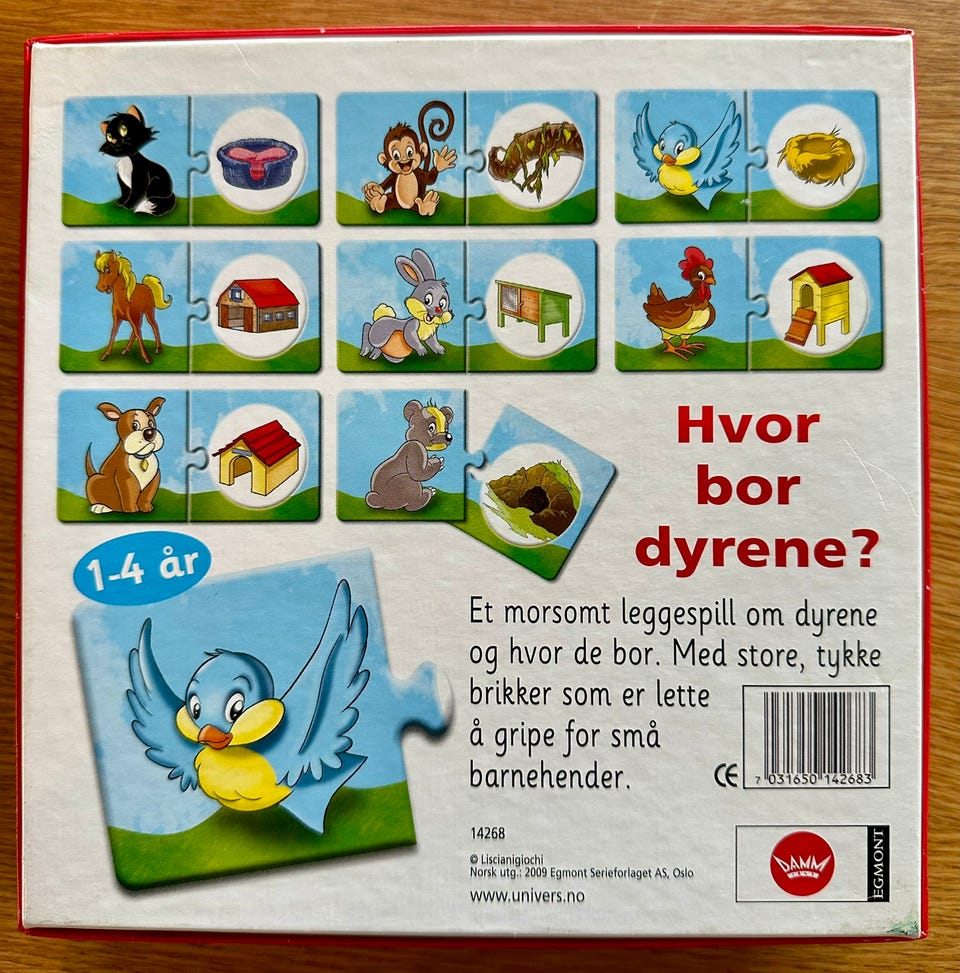 Hvor
bor
dyrene?
1-4 år
Et morsomt leggespill om dyrene
og hvor de bor. Med store, tykke
brikker som er lette
å gripe for små
barnehender.
CE
7 031650 142683
14268
© Liscianigiochi
Norsk utg.: 2009 Egmont Serieforlaget AS, Oslo
www.univers.no
DAMM
EGMONT